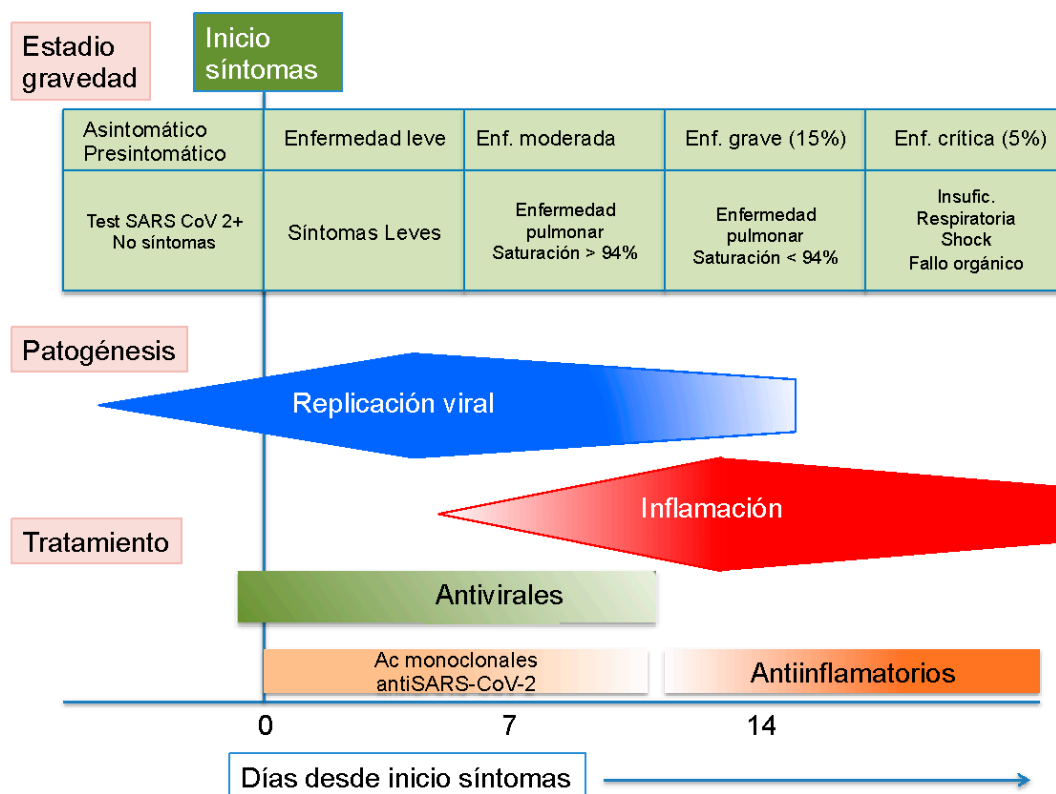 Estadio
gravedad
Inicio
síntomas
Asintomático
Presintomático
Enfermedad leve
Enf. moderada
Enf. grave (15%)
Enf. crítica (5%)
Test SARS CoV 2+
No síntomas
Síntomas Leves
Enfermedad
pulmonar
Saturación > 94%
Enfermedad
pulmonar
Saturación < 94%
Insufic.
Respiratoria
Shock
Fallo orgánico
Patogénesis
Replicación viral
Inflamación
Tratamiento
Antivirales
Ac monoclonales
antiSARS-CoV-2
Antiinflamatorios
0
7
14
Días desde inicio síntomas